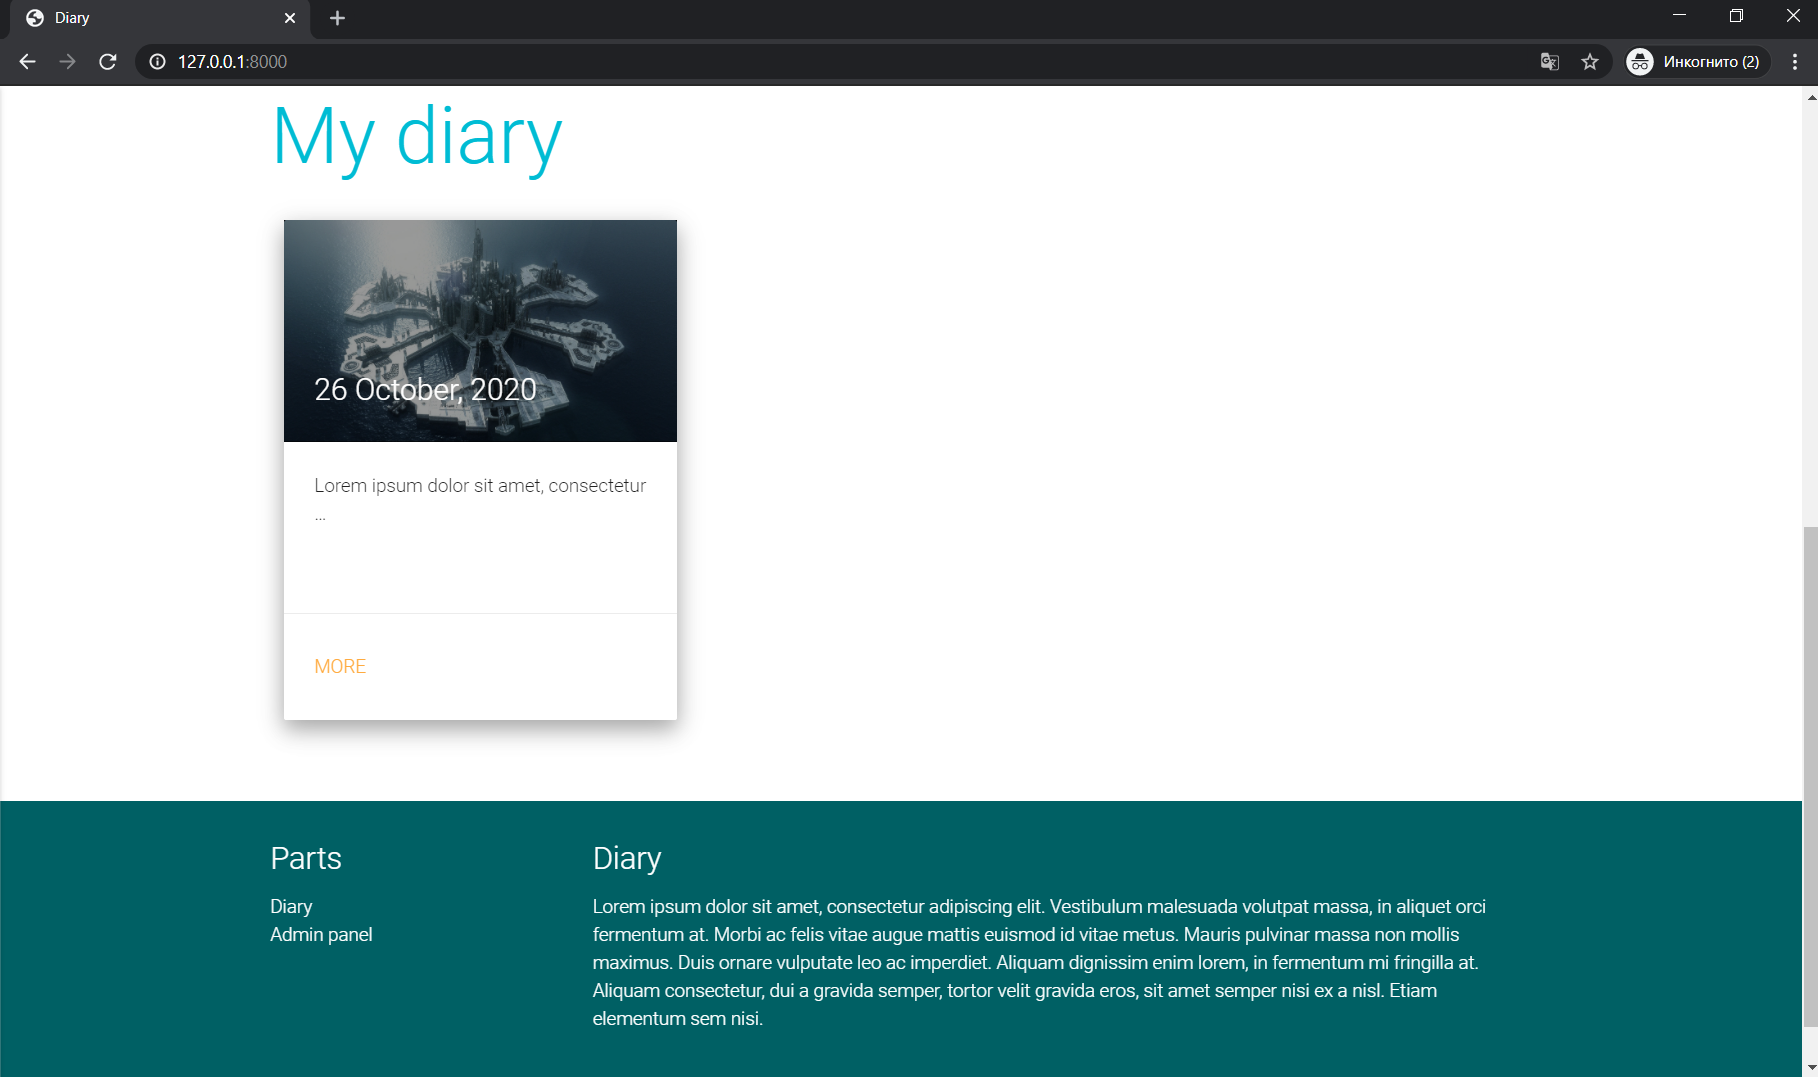 Diary
127.0.0.1:8000
Инкогнито (2)
My diary
26 October, 2020
Lorem ipsum dolor sit amet, consectetur
...
MORE
Parts
Diary
Admin panel
Diary
Lorem ipsum dolor sit amet, consectetur adipiscing elit. Vestibulum malesuada volutpat massa, in aliquet orci
fermentum at. Morbi ac felis vitae augue mattis euismod id vitae metus. Mauris pulvinar massa non mollis
maximus. Duis ornare vulputate leo ac imperdiet. Aliquam dignissim enim lorem, in fermentum mi fringilla at.
Aliquam consectetur, dui a gravida semper, tortor velit gravida eros, sit amet semper nisi ex a nisl. Etiam
elementum sem nisi.